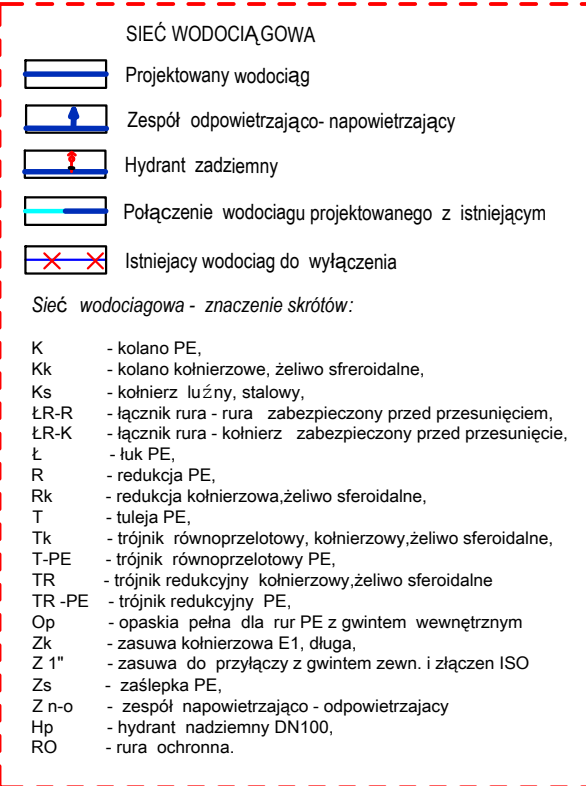 SIEĆ WODOCIĄGOWA
Projektowany wodociąg
Zespół odpowietrzająco- napowietrzający
Hydrant zadziemny
Połączenie wodociagu projektowanego z istniejącym
Istniejacy wodociag do wyłączenia
Sieć wodociagowa - znaczenie skrótów:
K - kolano PE,
Kk - kolano kołnierzowe, żeliwo sfreroidalne,
Ks - kołnierz luźny, stalowy,
ŁR-R - łącznik rura - rura zabezpieczony przed przesunięciem,
ŁR-K - łącznik rura - kołnierz zabezpieczony przed przesunięcie,
Ł - łuk PE,
R - redukcja PE,
Rk - redukcja kołnierzowa,żeliwo sferoidalne,
T - tuleja PE,
Tk - trójnik równoprzelotowy, kołnierzowy,żeliwo sferoidalne,
T-PE - trójnik równoprzelotowy PE,
TR - trójnik redukcyjny kołnierzowy,żeliwo sferoidalne
TR -PE - trójnik redukcyjny PE,
Op - opaskia pełna dla rur PE z gwintem wewnętrznym
Zk - zasuwa kołnierzowa E1, długa,
Z 1" - zasuwa do przyłączy z gwintem zewn. i złączen ISO
Zs - zaślepka PE,
Z n-o - zespół napowietrzająco - odpowietrzajacy
Hp - hydrant nadziemny DN100,
RO - rura ochronna.